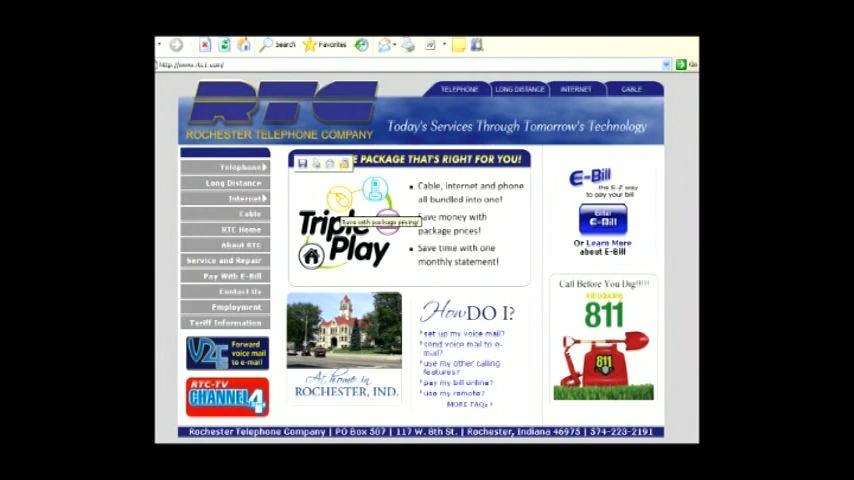 Search
Favorites
Go
TELEPHONE
LONG DISTANCE
INTERNET
CABLE
RTC
ROCHESTER TELEPHONE COMPANY
Today's Services Through Tomorrow's Technology
Telephone
Long Distance
Internet
Cable
RTC Home
About RTC
Service and Repair
Pay With E-Bill
Contact Us
Employment
Tariff Information
V2E
Forward
voice mail
to e-mail
RTC-TV
CHANNEL 4
PACKAGE THAT'S RIGHT FOR YOU!
Triple
Play
Save with package pricing!
• Cable, internet and phone
all bundled into one!
Save money with
package prices!
• Save time with one
monthly statement!
At home in
ROCHESTER, IND.
How DO I?
set up my voice mail?
send voice mail to e-
mail?
use my other calling
features?
pay my bill online?
use my remote?
MORE FAQs
E-Bill
the E-Z way
to pay your bill
Enter
E-Bill
Or Learn More
about E-Bill
Call Before You Dig!!!!!
Introducing
811
811
Rochester Telephone Company | PO Box 507 | 117 W. 8th St. | Rochester, Indiana 46975 | 574-223-2191